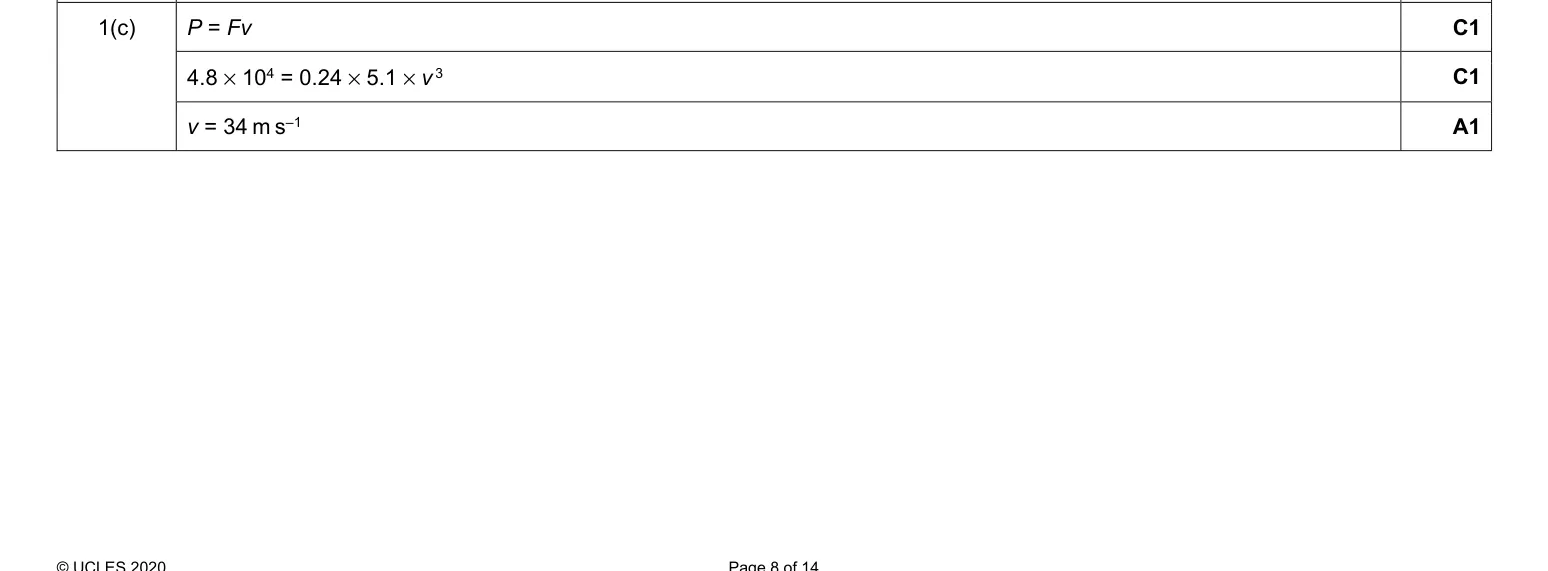 1(c) P = Fv C1
4.8 × 10⁴ = 0.24 × 5.1 × v³ C1
v = 34 m s⁻¹ A1
© UCLES 2020 Page 8 of 14